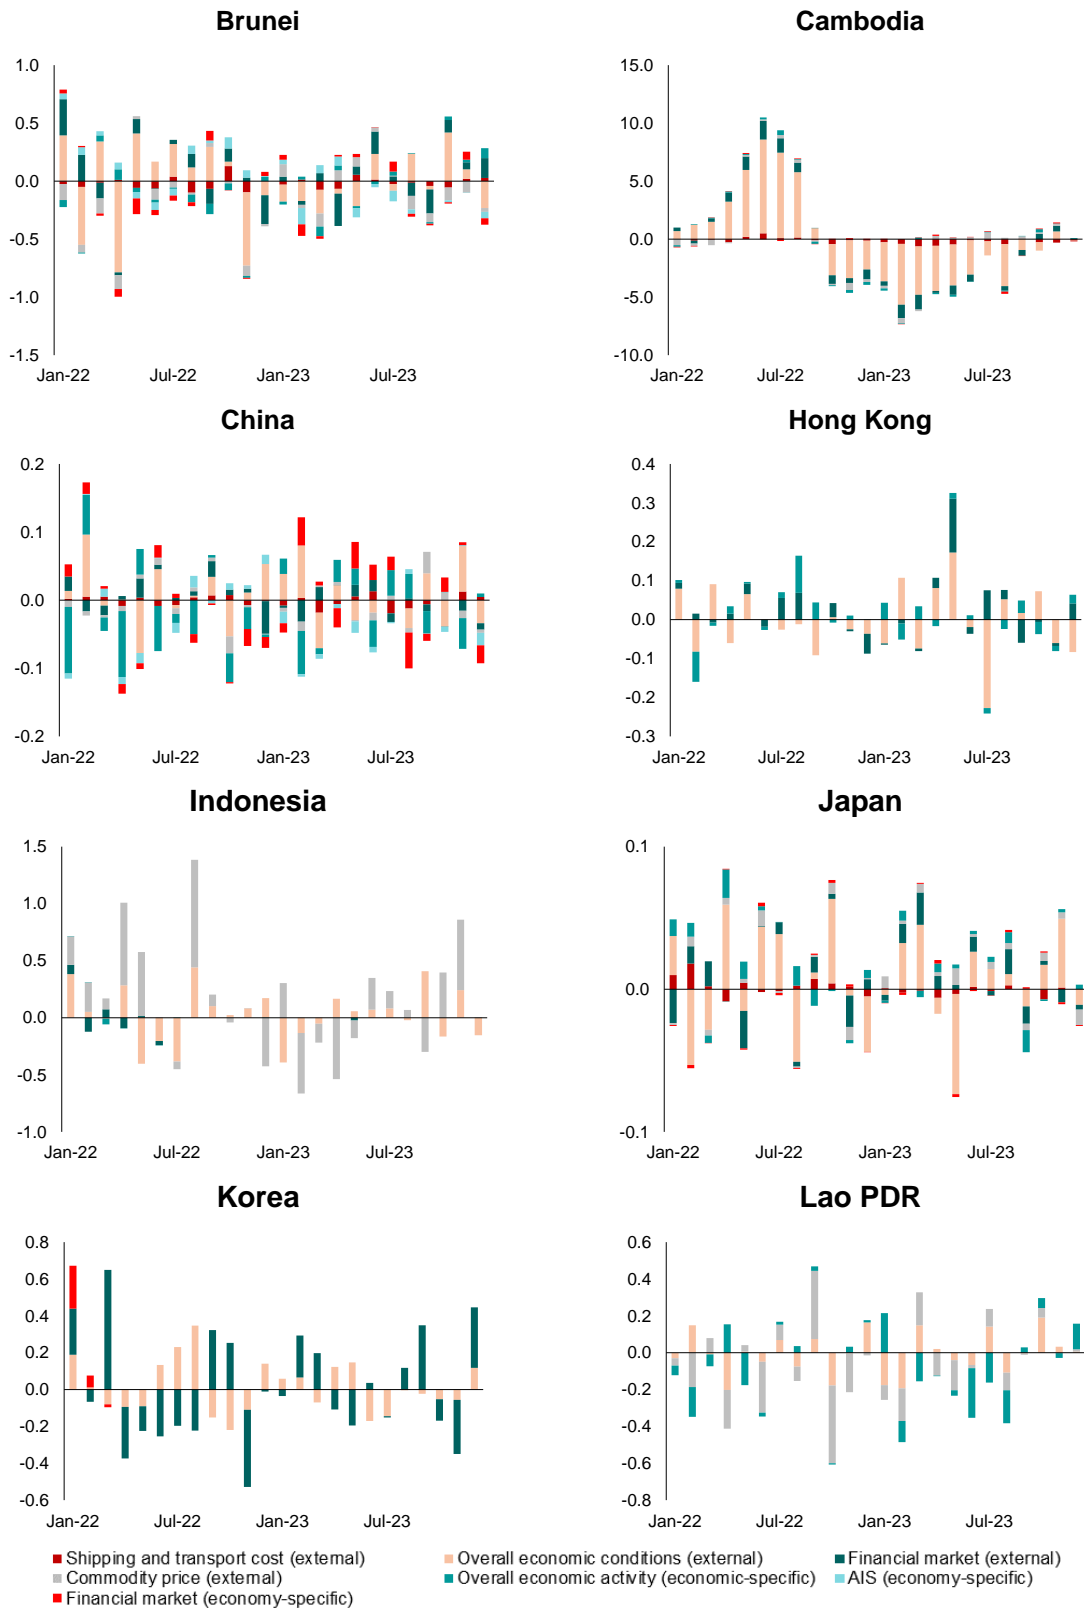 Brunei
Cambodia
1.0
0.5
0.0
-0.5
-1.0
-1.5
Jan-22 Jul-22 Jan-23 Jul-23
15.0
10.0
5.0
0.0
-5.0
-10.0
Jan-22 Jul-22 Jan-23 Jul-23
China
Hong Kong
0.2
0.1
0.0
-0.1
-0.2
Jan-22 Jul-22 Jan-23 Jul-23
0.4
0.3
0.2
0.1
0.0
-0.1
-0.2
-0.3
Jan-22 Jul-22 Jan-23 Jul-23
Indonesia
Japan
1.5
1.0
0.5
0.0
-0.5
-1.0
Jan-22 Jul-22 Jan-23 Jul-23
0.1
0.0
-0.1
Jan-22 Jul-22 Jan-23 Jul-23
Korea
Lao PDR
0.8
0.6
0.4
0.2
0.0
-0.2
-0.4
-0.6
Jan-22 Jul-22 Jan-23 Jul-23
0.6
0.4
0.2
0.0
-0.2
-0.4
-0.6
-0.8
Jan-22 Jul-22 Jan-23 Jul-23
Shipping and transport cost (external) Overall economic conditions (external) Financial market (external)
Commodity price (external) Overall economic activity (economic-specific) AIS (economy-specific)
Financial market (economy-specific)